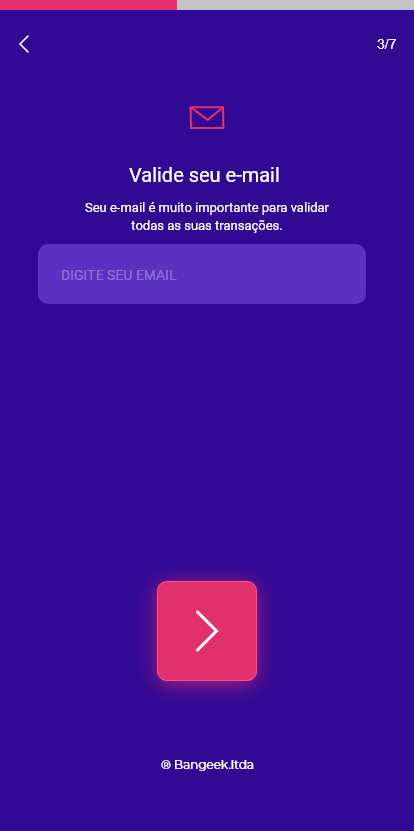 3/7
Valide seu e-mail
Seu e-mail é muito importante para validar
todas as suas transações.
DIGITE SEU EMAIL
® Bangeek.ltda